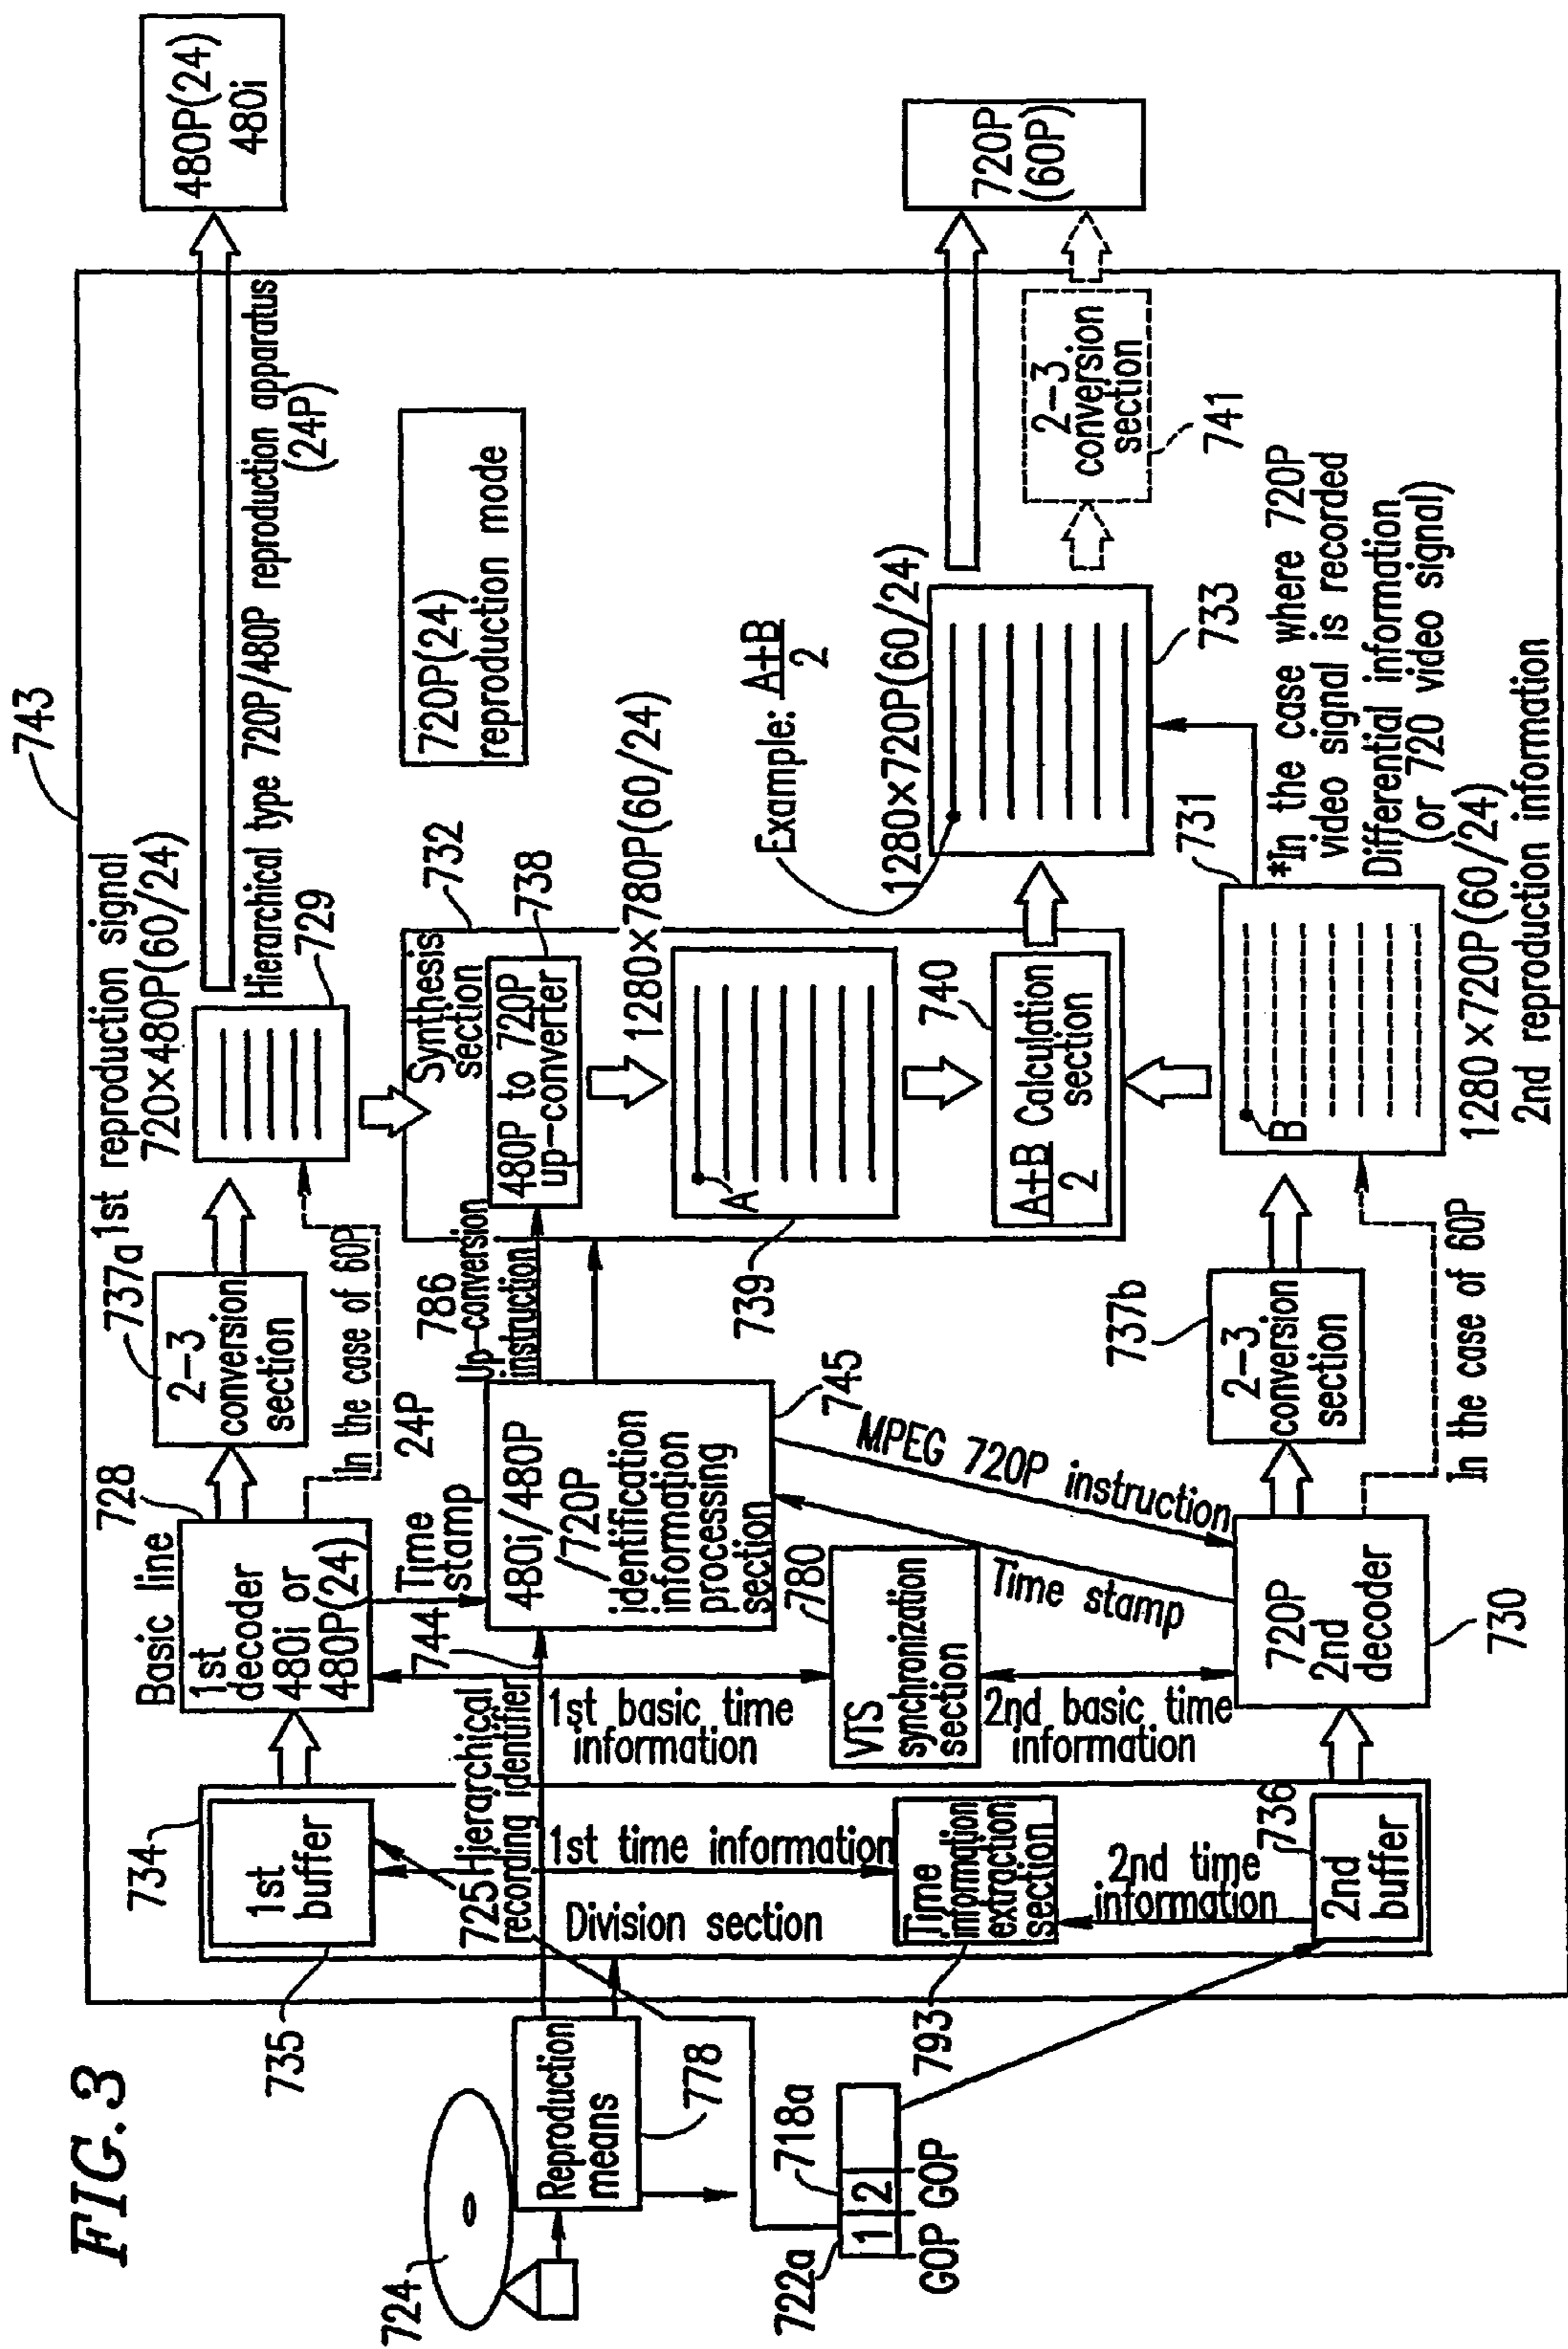 FIG.3
743
724
Reproduction
means
778
722a
1
2
718a
GOP GOP
734
735
1st
buffer
725
Hierarchical
recording identifier
744
Division section
1st time information
Time
information
extraction
section
793
2nd time
information
736
2nd
buffer
Basic line
728
1st
decoder
480i or
480P(24)
Time
stamp
24P
1st basic time
information
VTS
synchronization
section
780
2nd basic time
information
720P
2nd
decoder
730
480i/480P
/720P
identification
information
processing
section
745
MPEG 720P instruction
Time stamp
737a
2-3
conversion
section
In the case of 60P
786
Up-conversion
instruction
737b
2-3
conversion
section
In the case of 60P
1st reproduction signal
720×480P(60/24)
729
Hierarchical type 720P/480P reproduction apparatus
(24P)
480P(24)
480i
720P(24)
reproduction mode
Synthesis
section
732
480P to 720P
up-converter
738
1280×780P(60/24)
A
739
740
A+B
2
Calculation
section
Example: A+B
2
1280×720P(60/24)
733
2-3
conversion
section
741
720P
(60P)
731
B
1280×720P(60/24)
2nd reproduction information
*In the case where 720P
video signal is recorded
Differential information
(or 720 video signal)